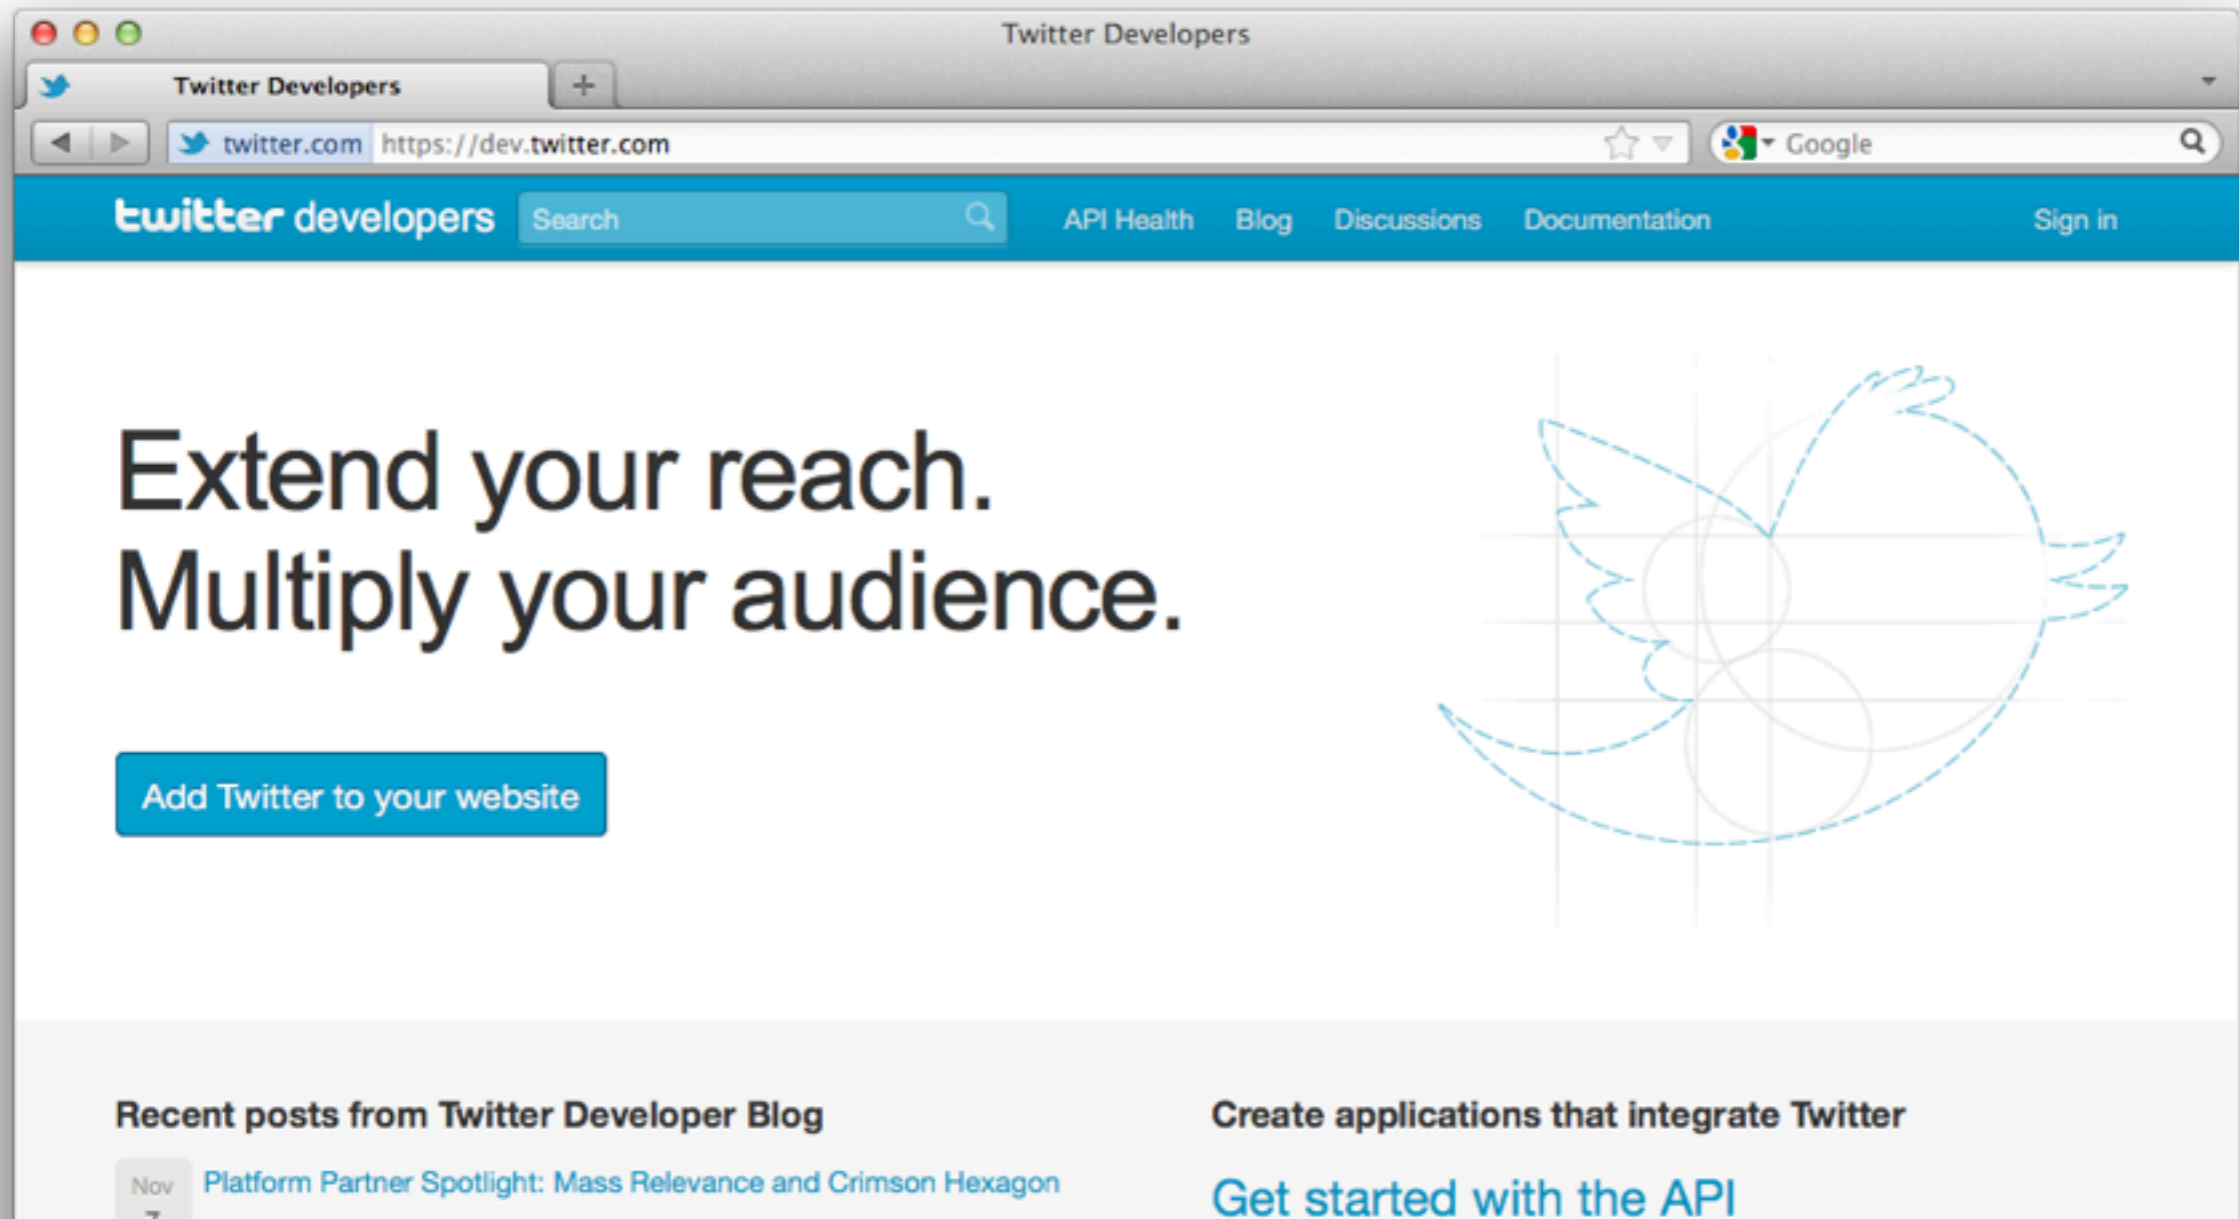 Twitter Developers
Twitter Developers
twitter.com https://dev.twitter.com Google
twitter developers Search API Health Blog Discussions Documentation Sign in
Extend your reach.
Multiply your audience.
Add Twitter to your website
Recent posts from Twitter Developer Blog
Nov Platform Partner Spotlight: Mass Relevance and Crimson Hexagon
Create applications that integrate Twitter
Get started with the API